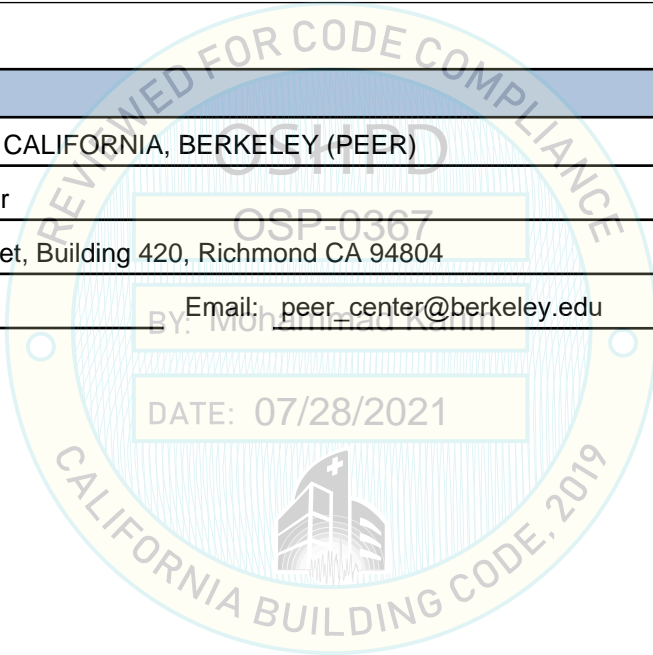 REVIEWED FOR CODE COMPLIANCE
CALIFORNIA, BERKELEY (PEER)
OSHPD
r
OSP-0367
et, Building 420, Richmond CA 94804
Email: peer_center@berkeley.edu
BY: Mohammad Karim
DATE: 07/28/2021
CALIFORNIA BUILDING CODE, 2019